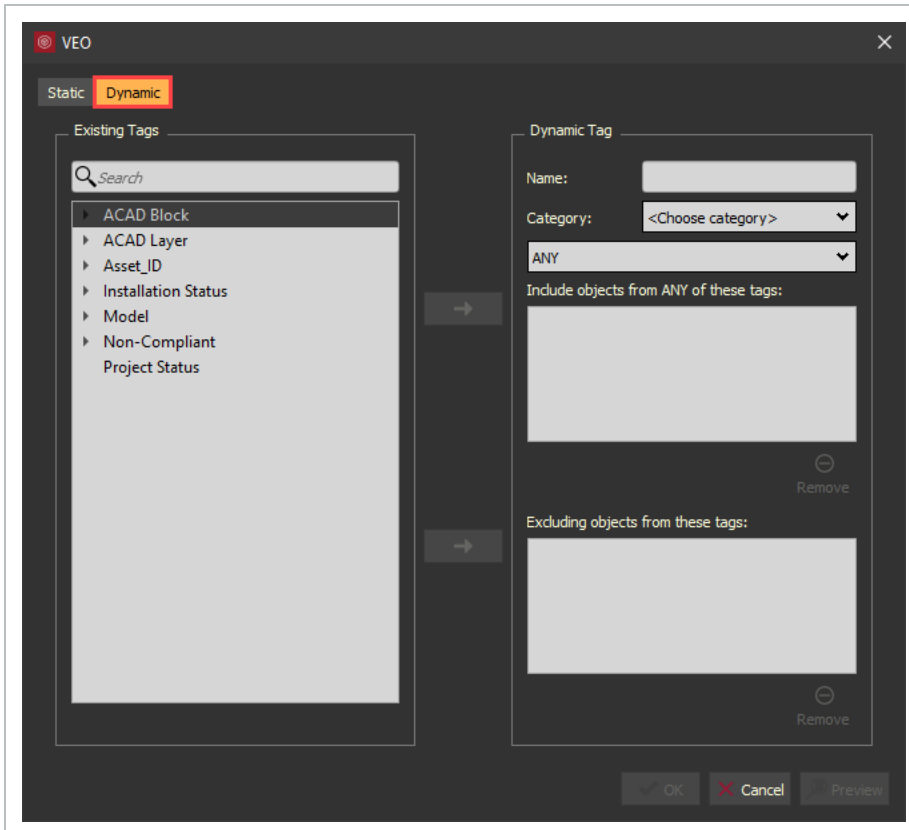 VEO
Static Dynamic
Existing Tags
Search
ACAD Block
ACAD Layer
Asset_ID
Installation Status
Model
Non-Compliant
Project Status
Dynamic Tag
Name:
Category: <Choose category>
ANY
Include objects from ANY of these tags:
Remove
Excluding objects from these tags:
Remove
OK Cancel Preview